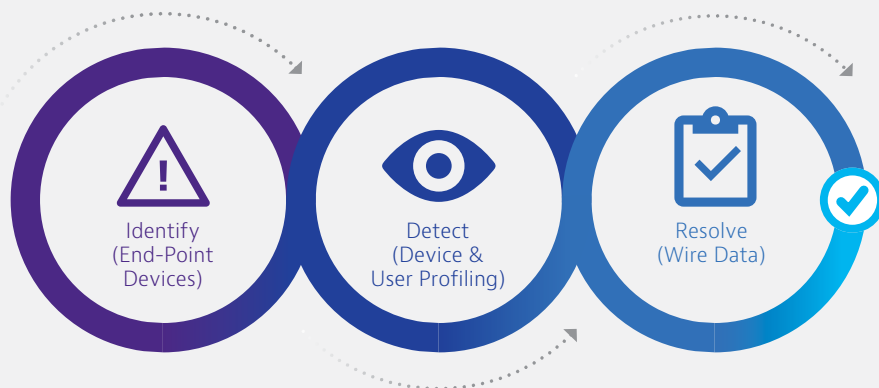 Identify
(End-Point
Devices)
Detect
(Device &
User Profiling)
Resolve
(Wire Data)